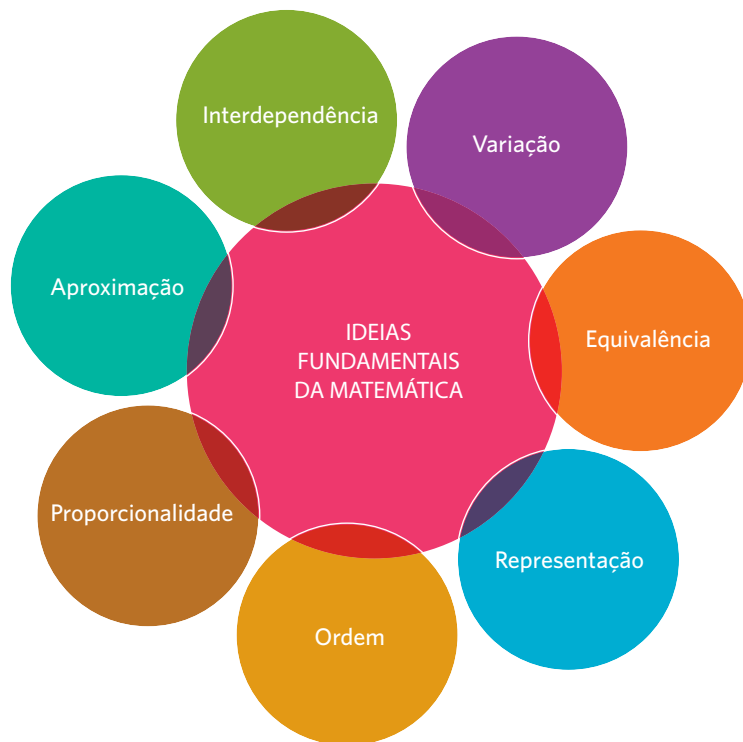 Interdependência
Variação
Aproximação
IDEIAS
FUNDAMENTAIS
DA MATEMÁTICA
Equivalência
Proporcionalidade
Representação
Ordem